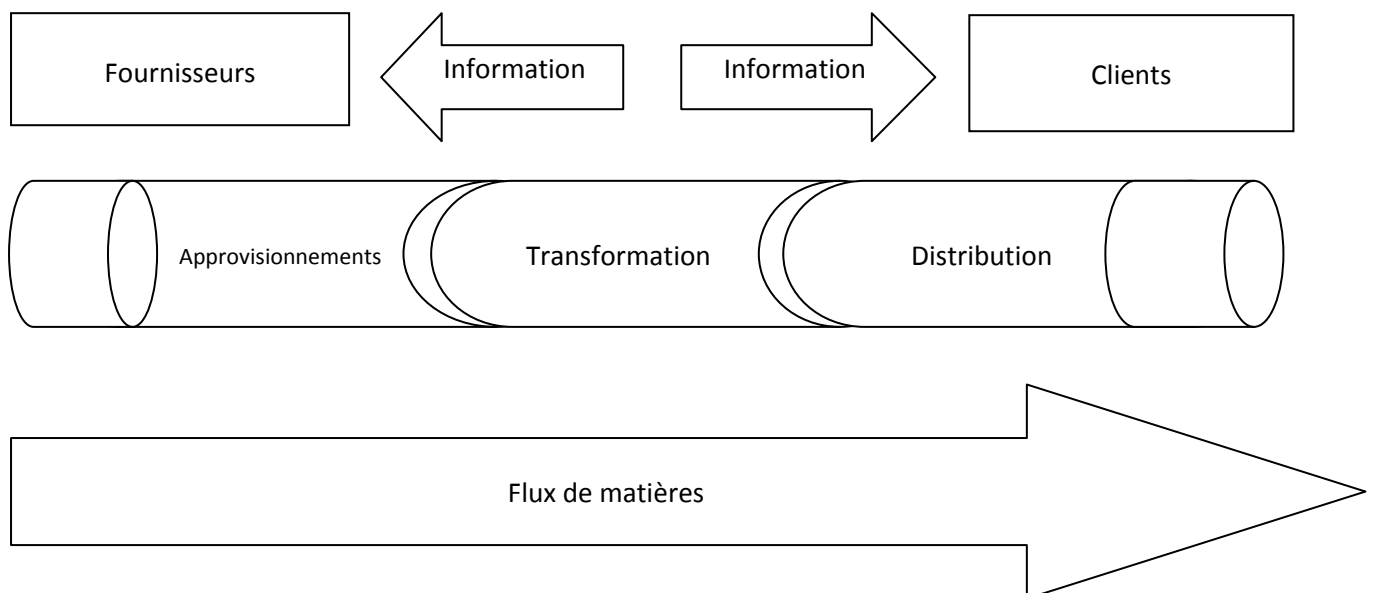 Fournisseurs
Information
Information
Clients
Approvisionnements
Transformation
Distribution
Flux de matières